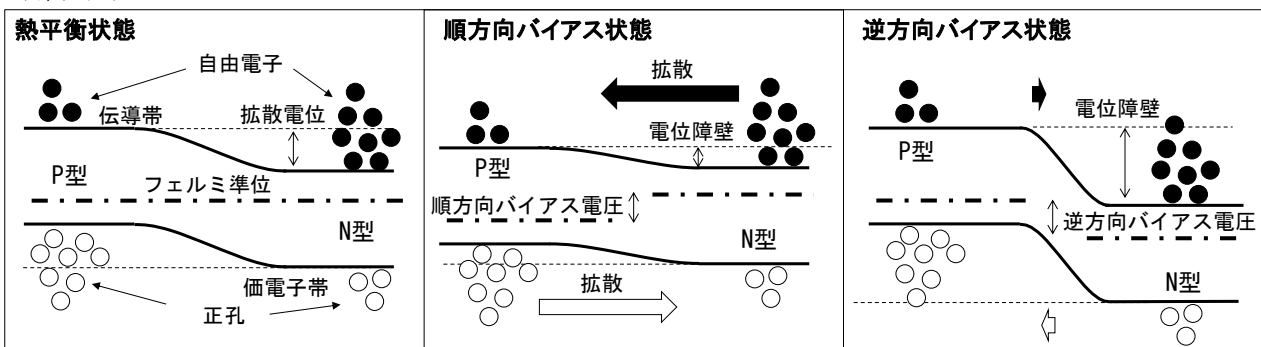 熱平衡状態
自由電子
伝導帯
拡散電位
P型
フェルミ準位
N型
価電子帯
正孔
順方向バイアス状態
拡散
電位障壁
P型
順方向バイアス電圧
N型
拡散
逆方向バイアス状態
電位障壁
P型
逆方向バイアス電圧
N型